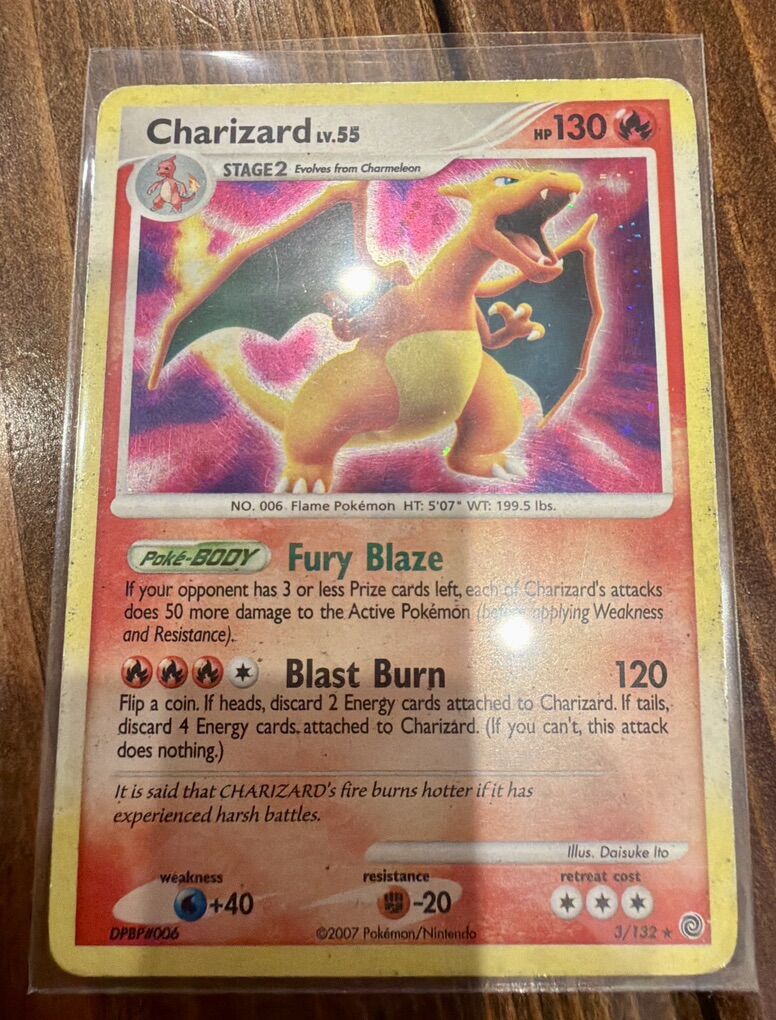 Charizard LV.55
HP 130
STAGE2 Evolves from Charmeleon
NO. 006 Flame Pokémon HT: 5'07" WT: 199.5 lbs.
Poké-BODY Fury Blaze
If your opponent has 3 or less Prize cards left, each of Charizard's attacks
does 50 more damage to the Active Pokémon (before applying Weakness
and Resistance).
Blast Burn 120
Flip a coin. If heads, discard 2 Energy cards attached to Charizard. If tails,
discard 4 Energy cards attached to Charizard. (If you can't, this attack
does nothing.)
It is said that CHARIZARD's fire burns hotter if it has
experienced harsh battles.
Illus. Daisuke Ito
weakness resistance retreat cost
+40 -20
DPBP#006 ©2007 Pokémon/Nintendo 3/132 ★